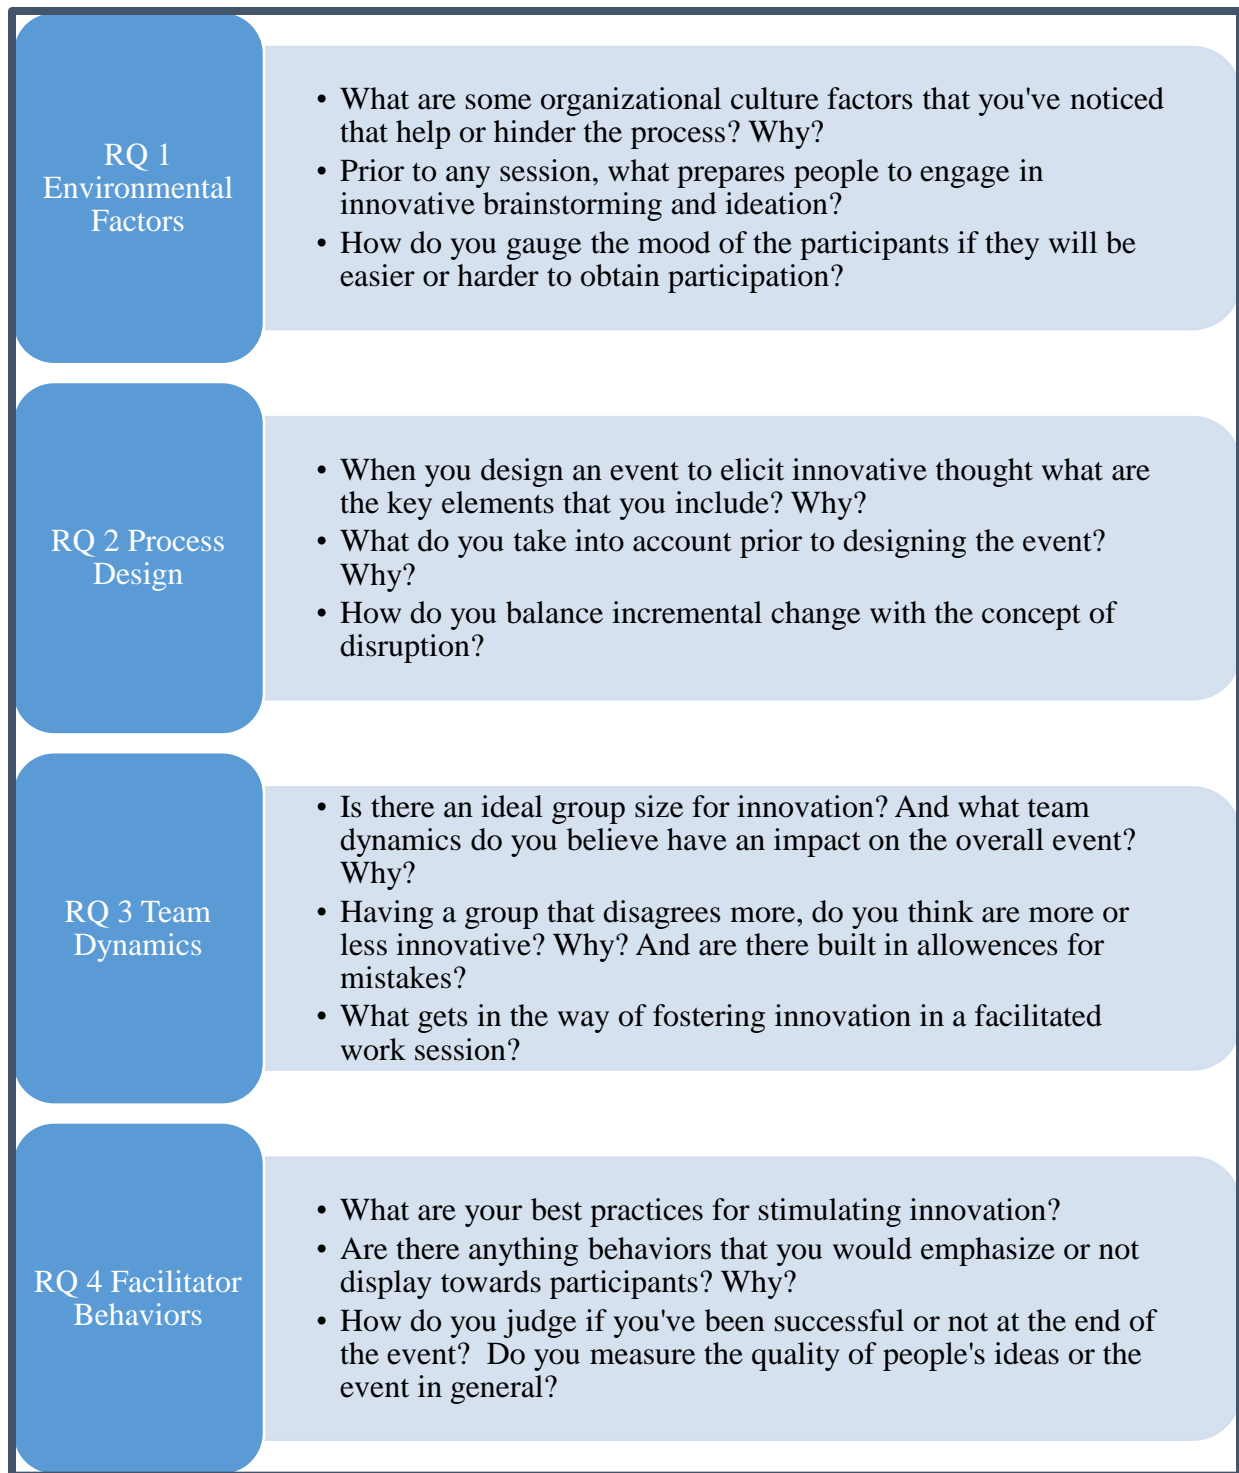 RQ 1
Environmental
Factors
• What are some organizational culture factors that you've noticed
that help or hinder the process? Why?
• Prior to any session, what prepares people to engage in
innovative brainstorming and ideation?
• How do you gauge the mood of the participants if they will be
easier or harder to obtain participation?
RQ 2 Process
Design
• When you design an event to elicit innovative thought what are
the key elements that you include? Why?
• What do you take into account prior to designing the event?
Why?
• How do you balance incremental change with the concept of
disruption?
RQ 3 Team
Dynamics
• Is there an ideal group size for innovation? And what team
dynamics do you believe have an impact on the overall event?
Why?
• Having a group that disagrees more, do you think are more or
less innovative? Why? And are there built in allowences for
mistakes?
• What gets in the way of fostering innovation in a facilitated
work session?
RQ 4 Facilitator
Behaviors
• What are your best practices for stimulating innovation?
• Are there anything behaviors that you would emphasize or not
display towards participants? Why?
• How do you judge if you've been successful or not at the end of
the event?  Do you measure the quality of people's ideas or the
event in general?